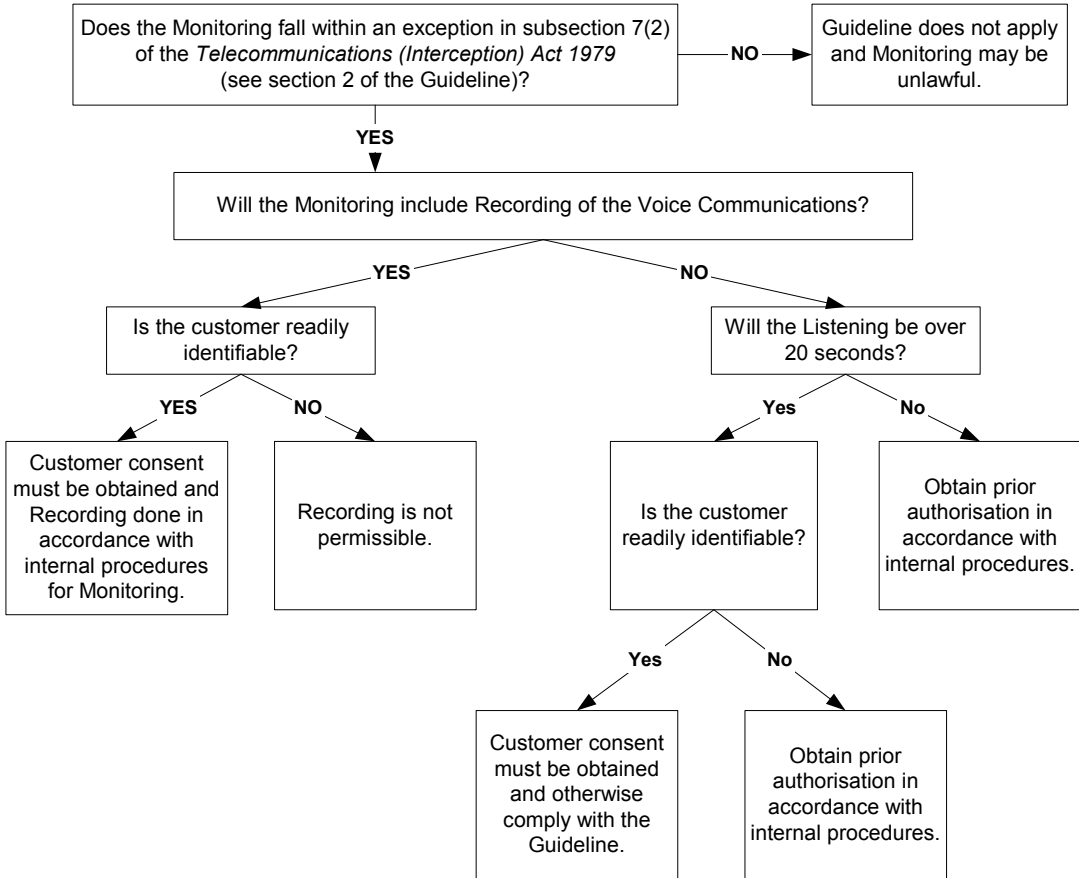 Does the Monitoring fall within an exception in subsection 7(2)
of the Telecommunications (Interception) Act 1979
(see section 2 of the Guideline)?
NO
Guideline does not apply
and Monitoring may be
unlawful.
YES
Will the Monitoring include Recording of the Voice Communications?
YES
NO
Is the customer readily
identifiable?
Will the Listening be over
20 seconds?
YES
NO
Yes
No
Customer consent
must be obtained and
Recording done in
accordance with
internal procedures
for Monitoring.
Recording is not
permissible.
Is the customer
readily identifiable?
Obtain prior
authorisation in
accordance with
internal procedures.
Yes
No
Customer consent
must be obtained
and otherwise
comply with the
Guideline.
Obtain prior
authorisation in
accordance with
internal procedures.